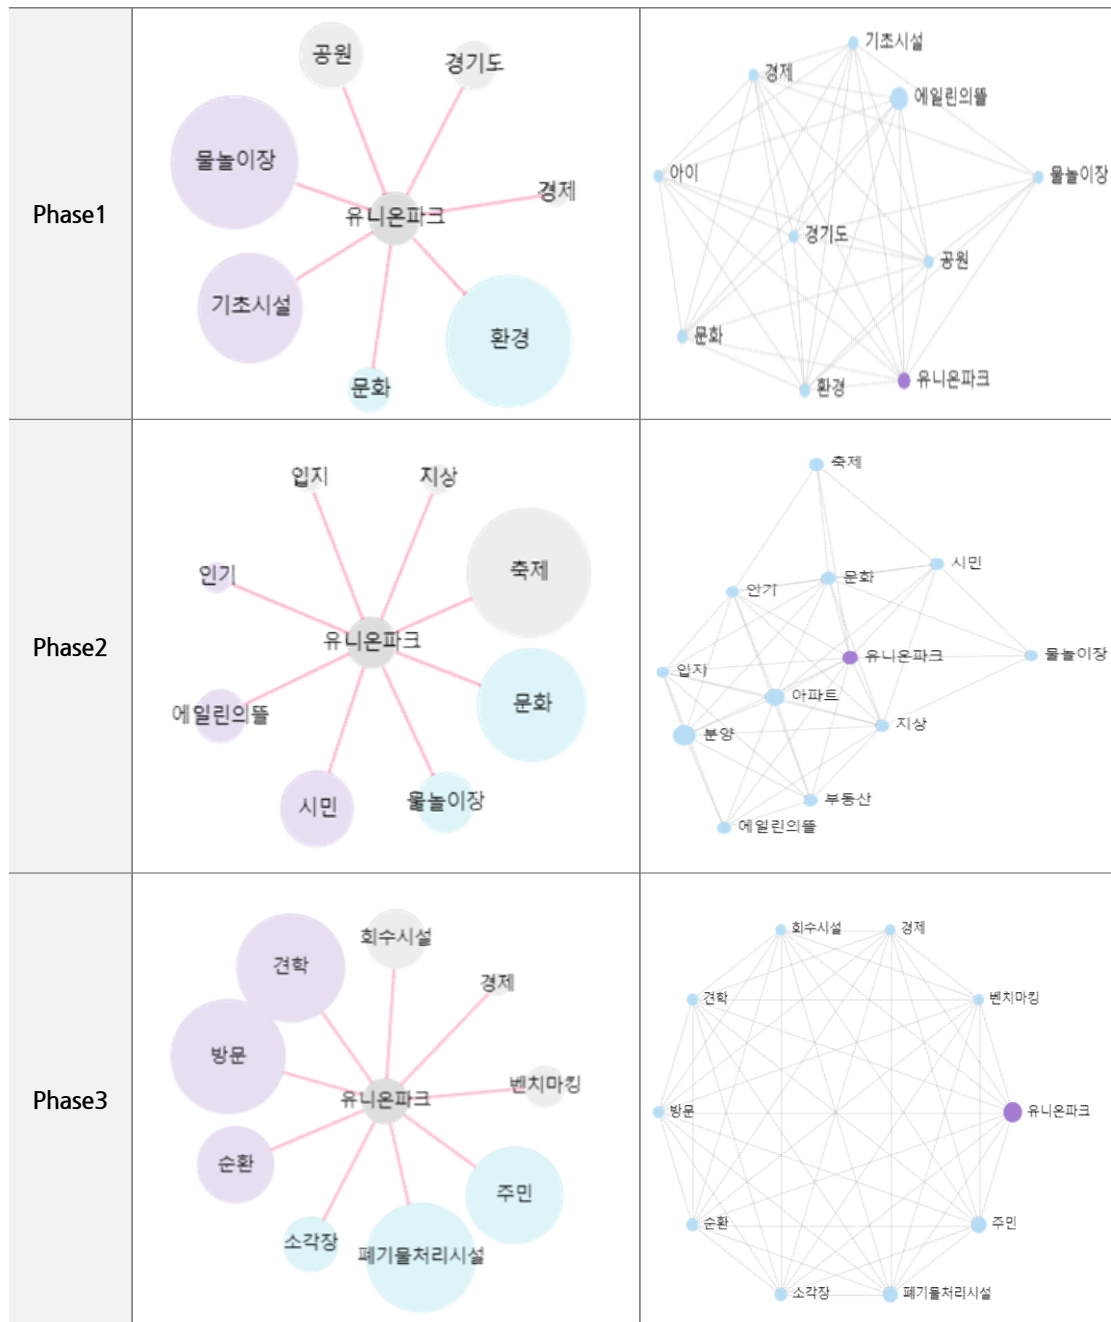 Phase1
공원
경기도
물놀이장
경제
유니온파크
기초시설
환경
문화
기초시설
경제
에일린의뜰
아이
물놀이장
경기도
공원
문화
환경
유니온파크
Phase2
입지
지상
인기
축제
유니온파크
에일린의뜰
문화
시민
물놀이장
축제
시민
문화
인기
유니온파크
물놀이장
입지
아파트
분양
지상
부동산
에일린의뜰
Phase3
회수시설
견학
경제
방문
벤치마킹
유니온파크
순환
주민
소각장
폐기물처리시설
회수시설
경제
견학
벤치마킹
방문
유니온파크
순환
주민
소각장
폐기물처리시설